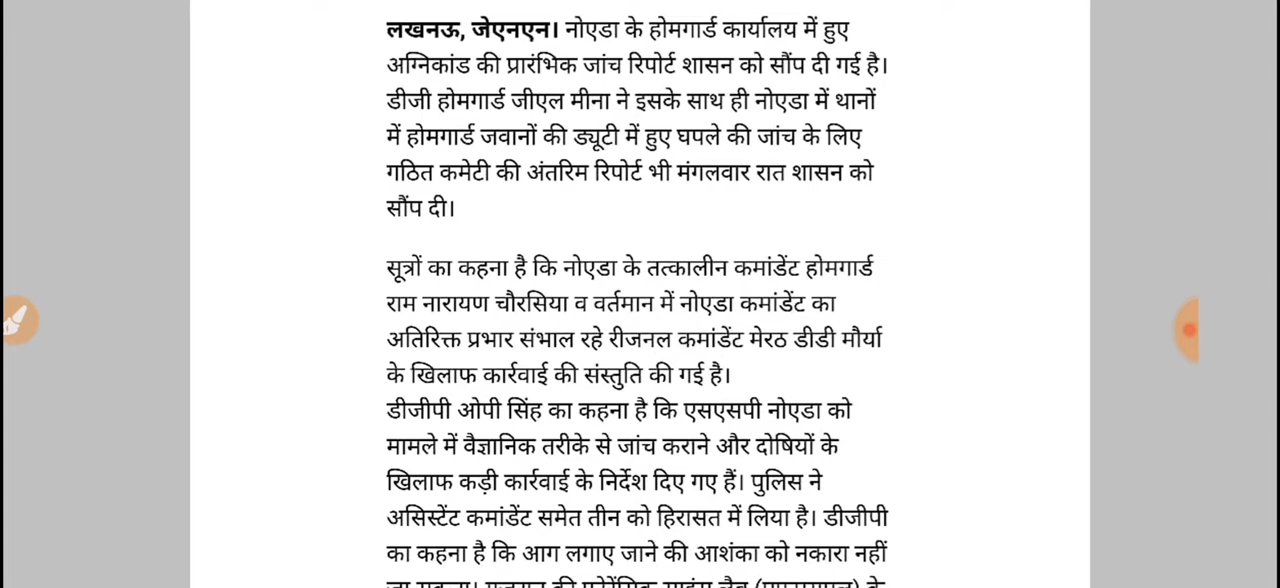 लखनऊ, जेएनएन। नोएडा के होमगार्ड कार्यालय में हुए
अग्निकांड की प्रारंभिक जांच रिपोर्ट शासन को सौंप दी गई है।
डीजी होमगार्ड जीएल मीना ने इसके साथ ही नोएडा में थानों
में होमगार्ड जवानों की ड्यूटी में हुए घपले की जांच के लिए
गठित कमेटी की अंतरिम रिपोर्ट भी मंगलवार रात शासन को
सौंप दी।
सूत्रों का कहना है कि नोएडा के तत्कालीन कमांडेंट होमगार्ड
राम नारायण चौरसिया व वर्तमान में नोएडा कमांडेंट का
अतिरिक्त प्रभार संभाल रहे रीजनल कमांडेंट मेरठ डीडी मौर्या
के खिलाफ कार्रवाई की संस्तुति की गई है।
डीजीपी ओपी सिंह का कहना है कि एसएसपी नोएडा को
मामले में वैज्ञानिक तरीके से जांच कराने और दोषियों के
खिलाफ कड़ी कार्रवाई के निर्देश दिए गए हैं। पुलिस ने
असिस्टेंट कमांडेंट समेत तीन को हिरासत में लिया है। डीजीपी
का कहना है कि आग लगाए जाने की आशंका को नकारा नहीं